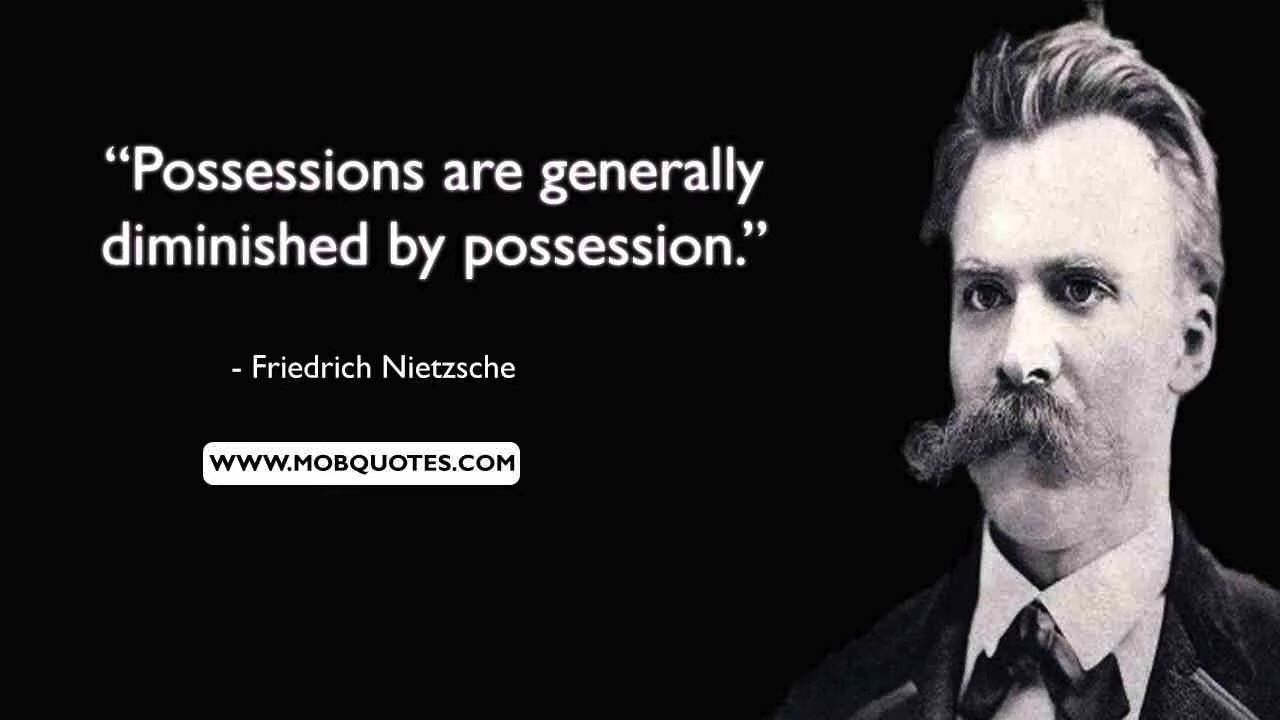 “Possessions are generally
diminished by possession.”
- Friedrich Nietzsche
WWW.MOBQUOTES.COM